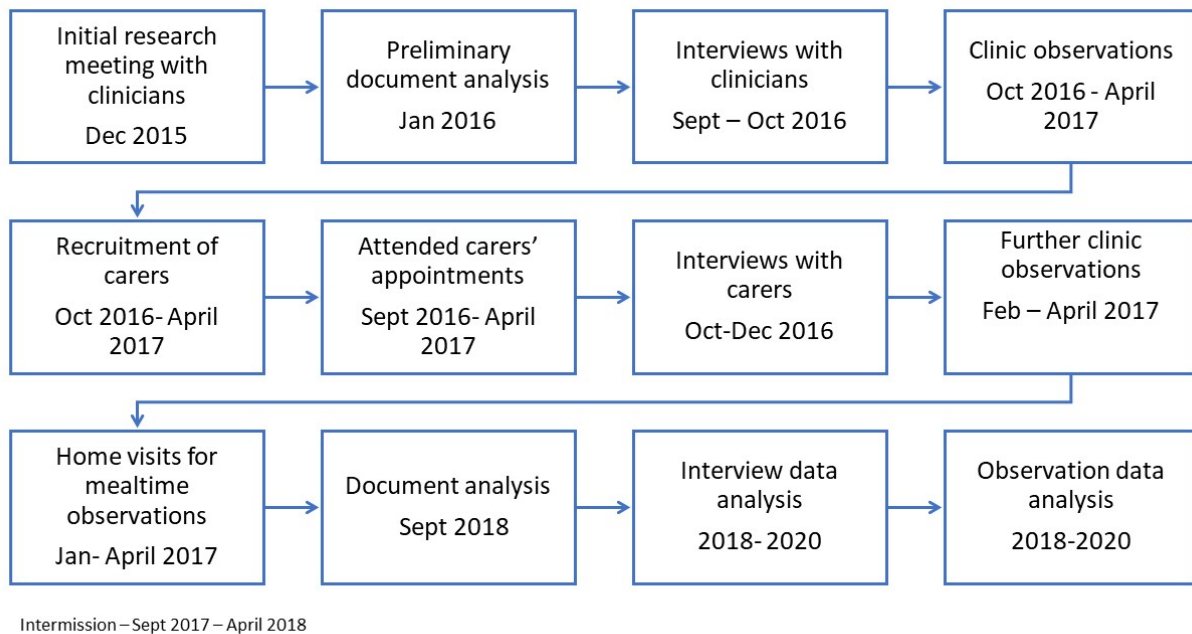 Initial research
meeting with
clinicians
Dec 2015
Preliminary
document analysis
Jan 2016
Interviews with
clinicians
Sept – Oct 2016
Clinic observations
Oct 2016 - April
2017
Recruitment of
carers
Oct 2016- April
2017
Attended carers’
appointments
Sept 2016- April
2017
Interviews with
carers
Oct-Dec 2016
Further clinic
observations
Feb – April 2017
Home visits for
mealtime
observations
Jan- April 2017
Document analysis
Sept 2018
Interview data
analysis
2018- 2020
Observation data
analysis
2018-2020
Intermission – Sept 2017 – April 2018